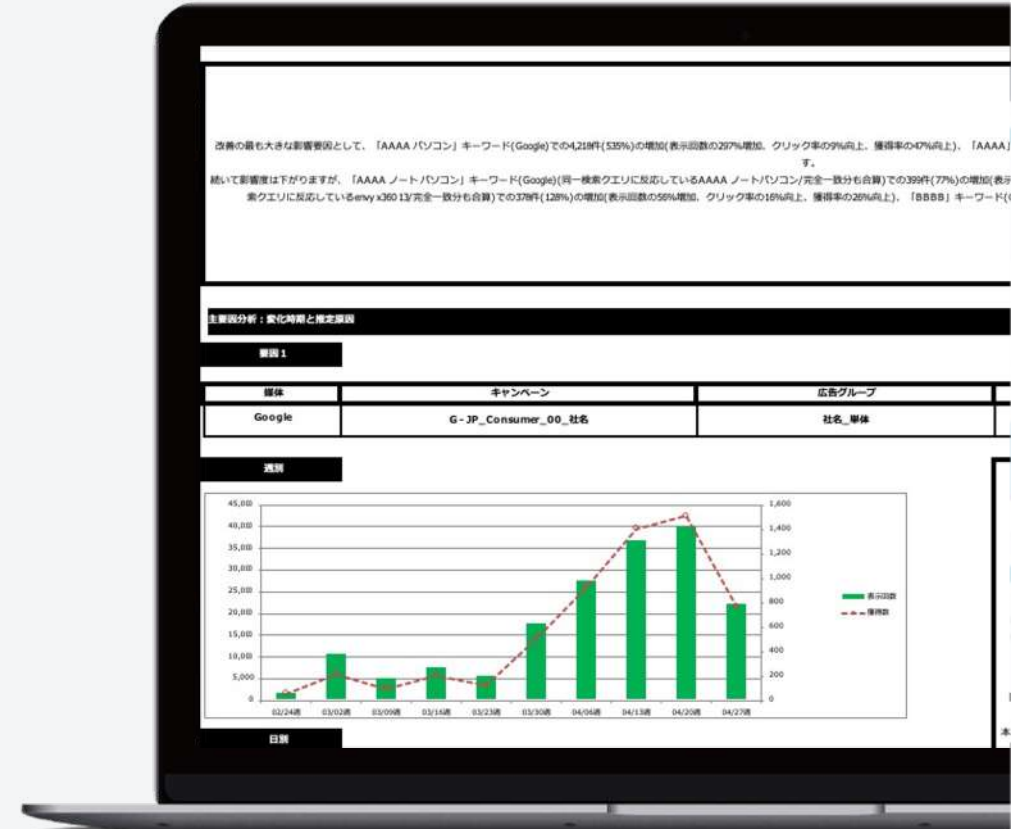 改善の最も大きな影響要因として、「AAAA パソコン」キーワード(Google)での4,218件(535%)の増加(表示回数の297%増加、クリック率の9%向上、獲得率の47%向上)、「AAAA」
す。
続いて影響度は下がりますが、「AAAA ノートパソコン」キーワード(Google)(同一検索クエリに反応しているAAAA ノートパソコン/完全一致分も合算)での399件(77%)の増加(表示
索クエリに反応しているenvy x360 13/完全一致分も合算)での378件(128%)の増加(表示回数の56%増加、クリック率の16%向上、獲得率の26%向上)、「BBBB」キーワード(
主要因分析：変化時期と推定原因
要因1
媒体 キャンペーン 広告グループ
Google G-JP_Consumer_00_社名 社名_単体
週別
45,000
40,000
35,000
30,000
25,000
20,000
15,000
10,000
5,000
0
1,600
1,400
1,200
1,000
800
600
400
200
0
02/24週 03/02週 03/09週 03/16週 03/23週 03/30週 04/06週 04/13週 04/20週 04/27週
表示回数
獲得数
日別
本